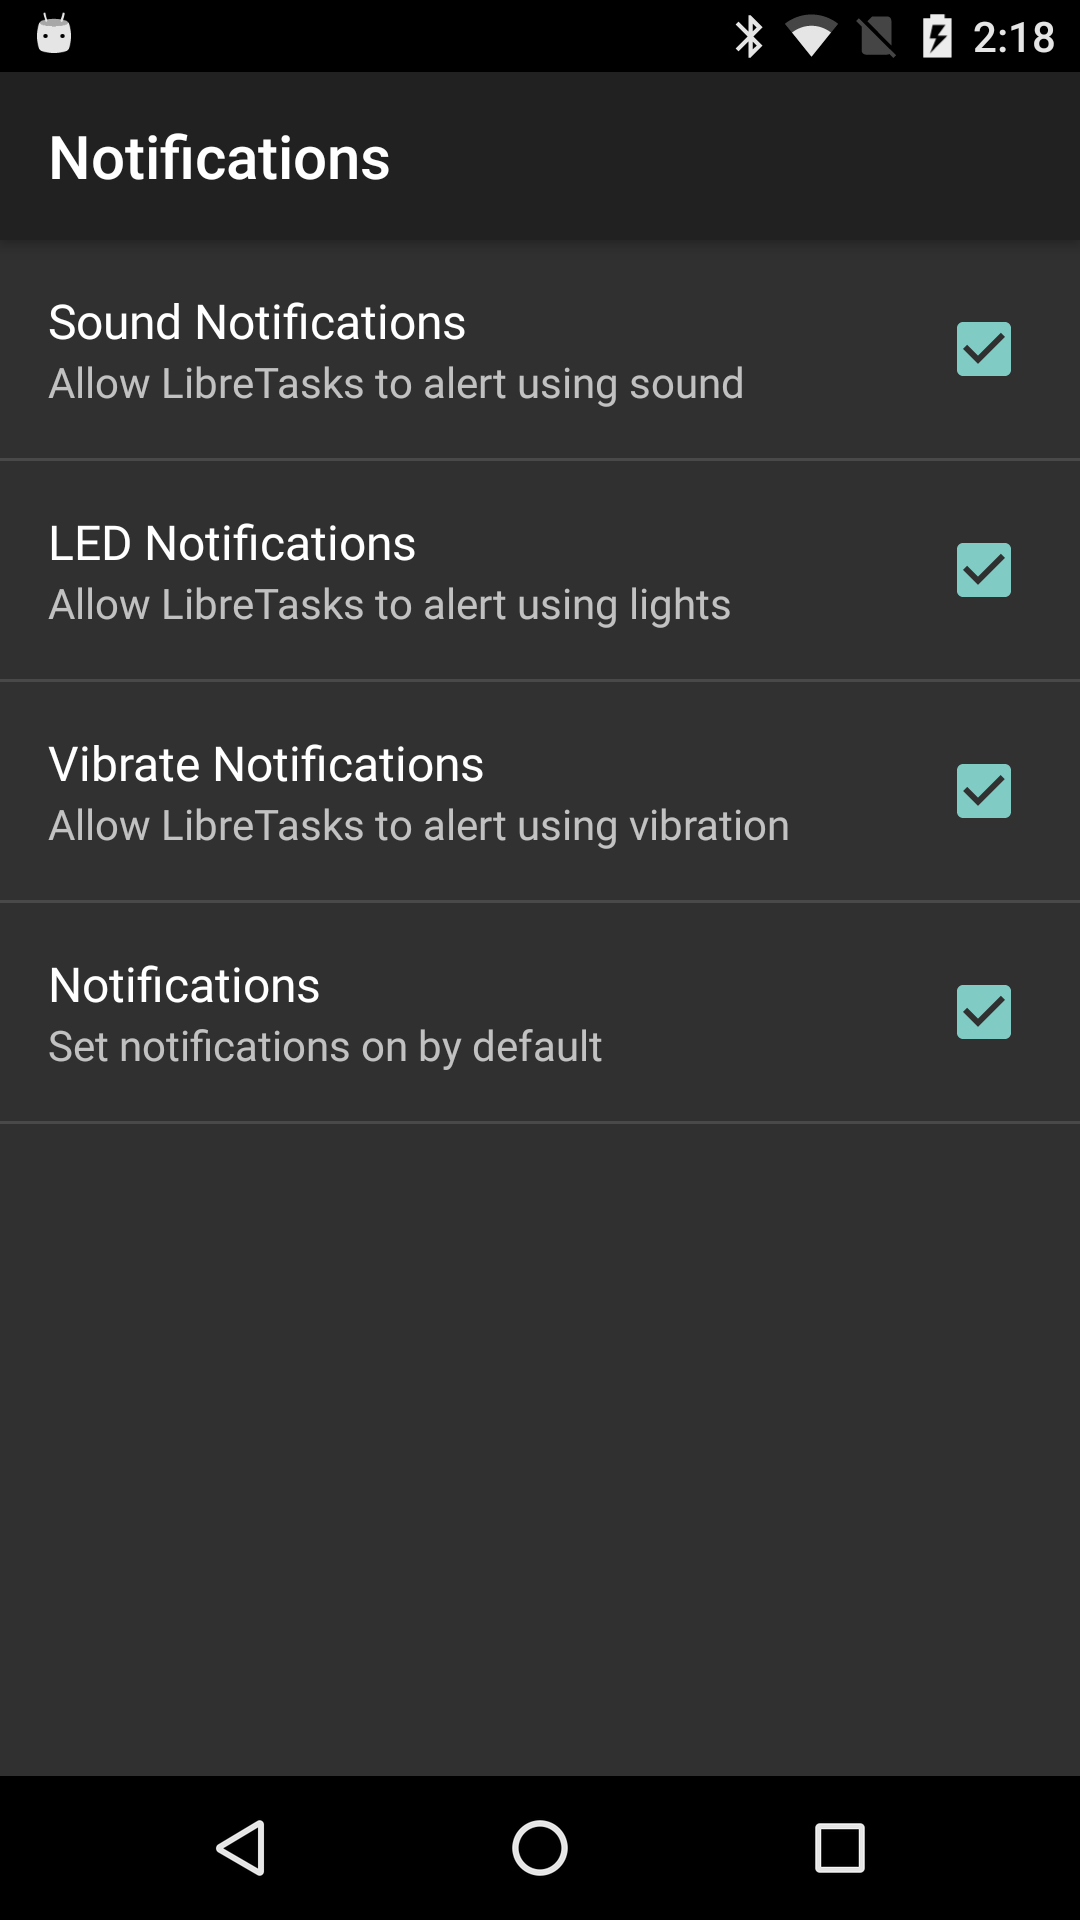 2:18
Notifications
Sound Notifications
Allow LibreTasks to alert using sound
LED Notifications
Allow LibreTasks to alert using lights
Vibrate Notifications
Allow LibreTasks to alert using vibration
Notifications
Set notifications on by default